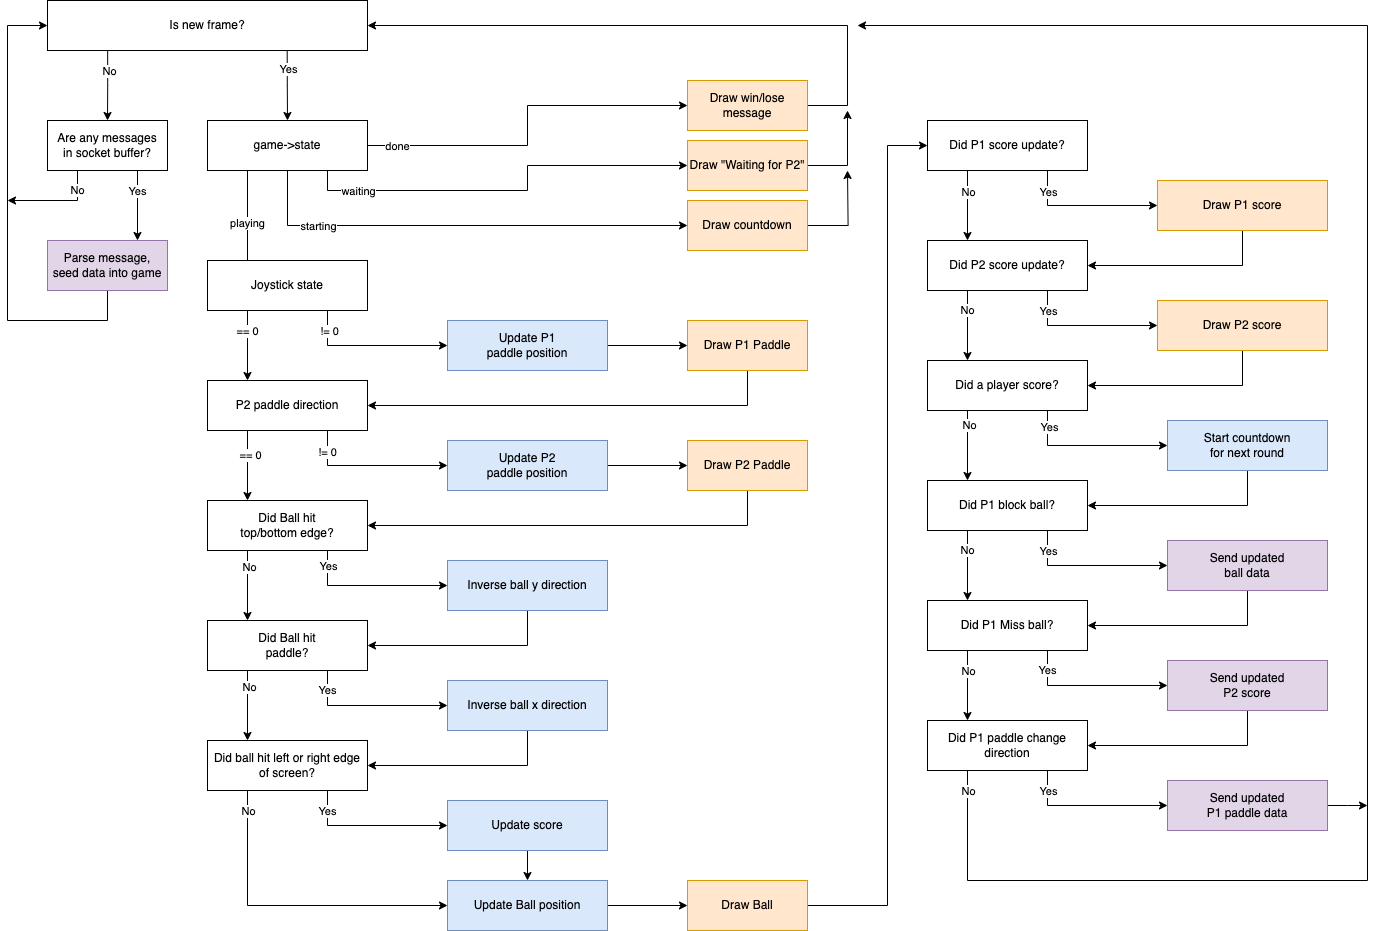 Is new frame?
No
Yes
Are any messages
in socket buffer?
No
Yes
Parse message,
seed data into game
game->state
done
waiting
starting
playing
Draw win/lose
message
Draw "Waiting for P2"
Draw countdown
Joystick state
== 0
!= 0
Update P1
paddle position
Draw P1 Paddle
P2 paddle direction
== 0
!= 0
Update P2
paddle position
Draw P2 Paddle
Did Ball hit
top/bottom edge?
No
Yes
Inverse ball y direction
Did Ball hit
paddle?
No
Yes
Inverse ball x direction
Did ball hit left or right edge
of screen?
No
Yes
Update score
Update Ball position
Draw Ball
Did P1 score update?
No
Yes
Draw P1 score
Did P2 score update?
No
Yes
Draw P2 score
Did a player score?
No
Yes
Start countdown
for next round
Did P1 block ball?
No
Yes
Send updated
ball data
Did P1 Miss ball?
No
Yes
Send updated
P2 score
Did P1 paddle change
direction
No
Yes
Send updated
P1 paddle data